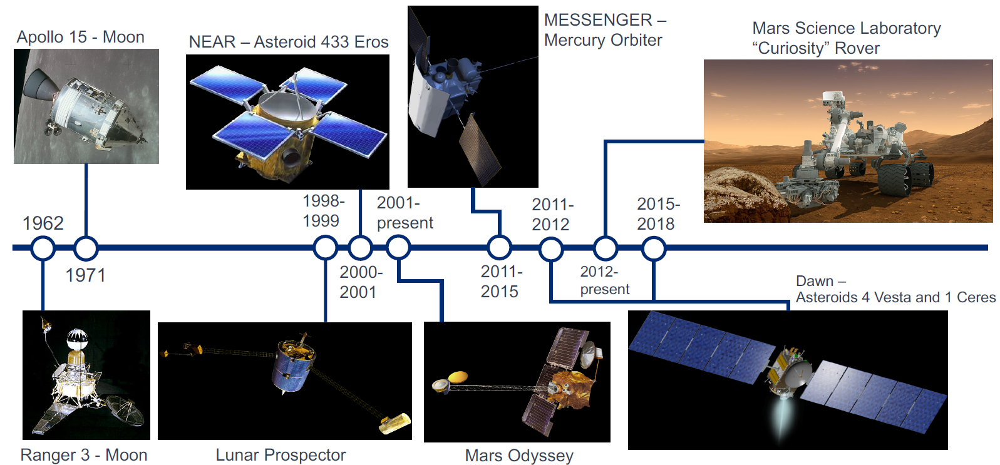 Apollo 15 - Moon
NEAR – Asteroid 433 Eros
MESSENGER –
Mercury Orbiter
Mars Science Laboratory
“Curiosity” Rover
1962
1971
1998-
1999
2000-
2001
2001-
present
2011-
2015
2011-
2012
2012-
present
2015-
2018
Dawn –
Asteroids 4 Vesta and 1 Ceres
Ranger 3 - Moon
Lunar Prospector
Mars Odyssey